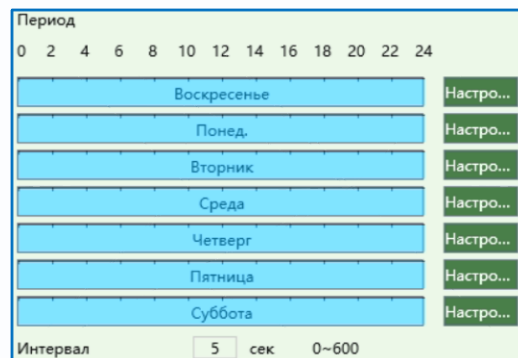 Период
0 2 4 6 8 10 12 14 16 18 20 22 24
Воскресенье Настро...
Понед. Настро...
Вторник Настро...
Среда Настро...
Четверг Настро...
Пятница Настро...
Суббота Настро...
Интервал 5 сек 0~600